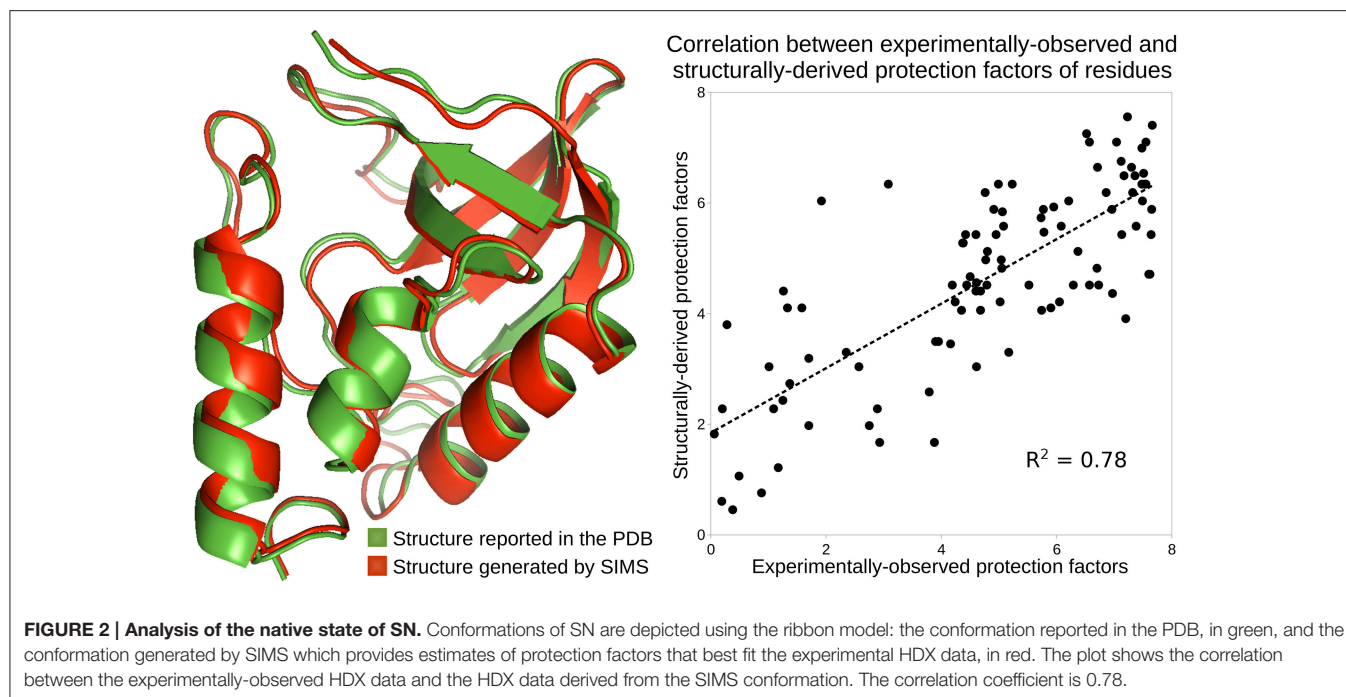 Correlation between experimentally-observed and
structurally-derived protection factors of residues
8
6
4
2
0
Structurally-derived protection factors
0 2 4 6 8
Experimentally-observed protection factors
R² = 0.78
Structure reported in the PDB
Structure generated by SIMS
FIGURE 2 | Analysis of the native state of SN. Conformations of SN are depicted using the ribbon model: the conformation reported in the PDB, in green, and the
conformation generated by SIMS which provides estimates of protection factors that best fit the experimental HDX data, in red. The plot shows the correlation
between the experimentally-observed HDX data and the HDX data derived from the SIMS conformation. The correlation coefficient is 0.78.